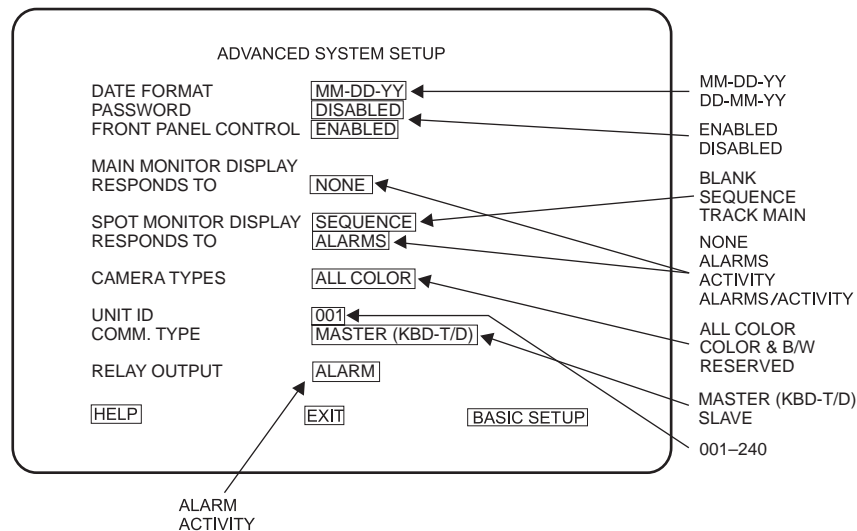 ADVANCED SYSTEM SETUP
DATE FORMAT MM-DD-YY
PASSWORD DISABLED
FRONT PANEL CONTROL ENABLED
MAIN MONITOR DISPLAY
RESPONDS TO NONE
SPOT MONITOR DISPLAY SEQUENCE
RESPONDS TO ALARMS
CAMERA TYPES ALL COLOR
UNIT ID 001
COMM. TYPE MASTER (KBD-T/D)
RELAY OUTPUT ALARM
HELP EXIT BASIC SETUP
MM-DD-YY
DD-MM-YY
ENABLED
DISABLED
BLANK
SEQUENCE
TRACK MAIN
NONE
ALARMS
ACTIVITY
ALARMS/ACTIVITY
ALL COLOR
COLOR & B/W
RESERVED
MASTER (KBD-T/D)
SLAVE
001–240
ALARM
ACTIVITY